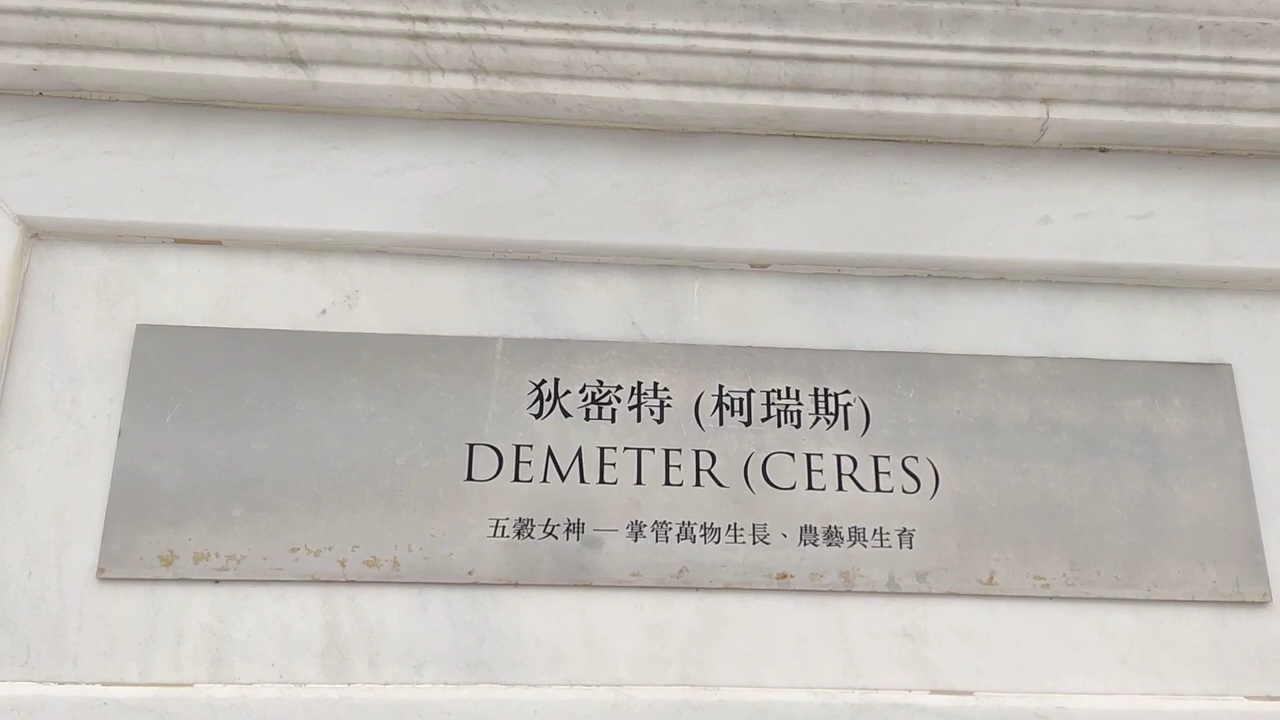 狄密特 (柯瑞斯)
DEMETER (CERES)
五穀女神 — 掌管萬物生長、農藝與生育